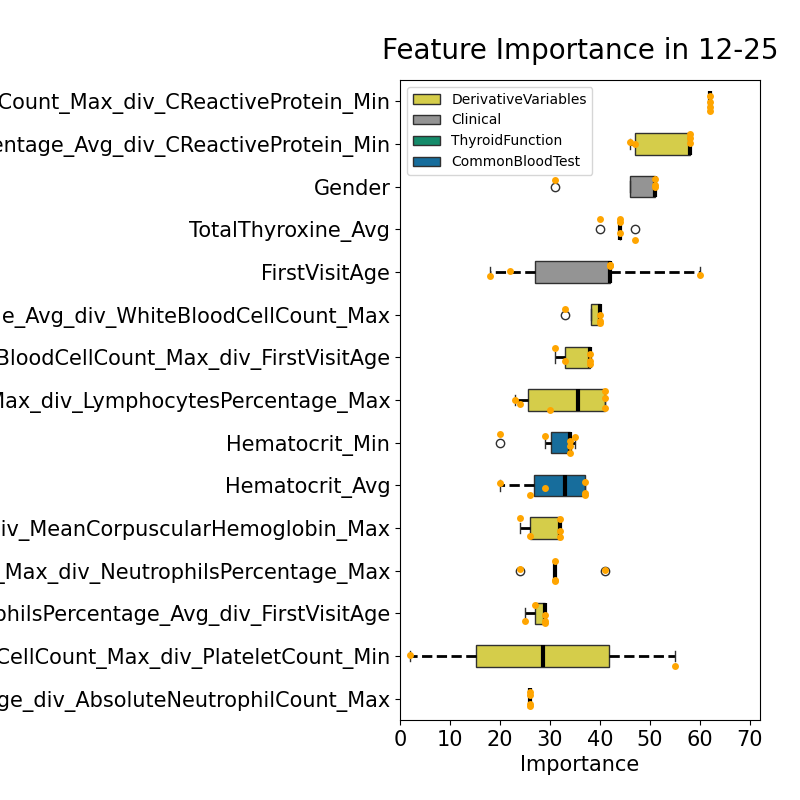 Feature Importance in 12-25
Count_Max_div_CReactiveProtein_Min
entage_Avg_div_CReactiveProtein_Min
Gender
TotalThyroxine_Avg
FirstVisitAge
e_Avg_div_WhiteBloodCellCount_Max
BloodCellCount_Max_div_FirstVisitAge
Max_div_LymphocytesPercentage_Max
Hematocrit_Min
Hematocrit_Avg
div_MeanCorpuscularHemoglobin_Max
_Max_div_NeutrophilsPercentage_Max
philsPercentage_Avg_div_FirstVisitAge
CellCount_Max_div_PlateletCount_Min
ge_div_AbsoluteNeutrophilCount_Max
DerivativeVariables
Clinical
ThyroidFunction
CommonBloodTest
0 10 20 30 40 50 60 70
Importance